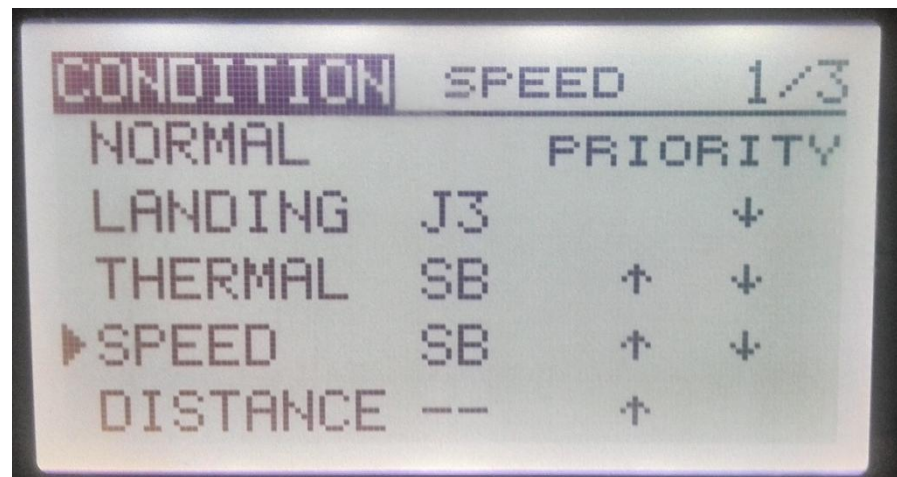 CONDITION SPEED 1/3
NORMAL PRIORITY
LANDING J3 ↓
THERMAL SB ↑ ↓
▶SPEED SB ↑ ↓
DISTANCE -- ↑